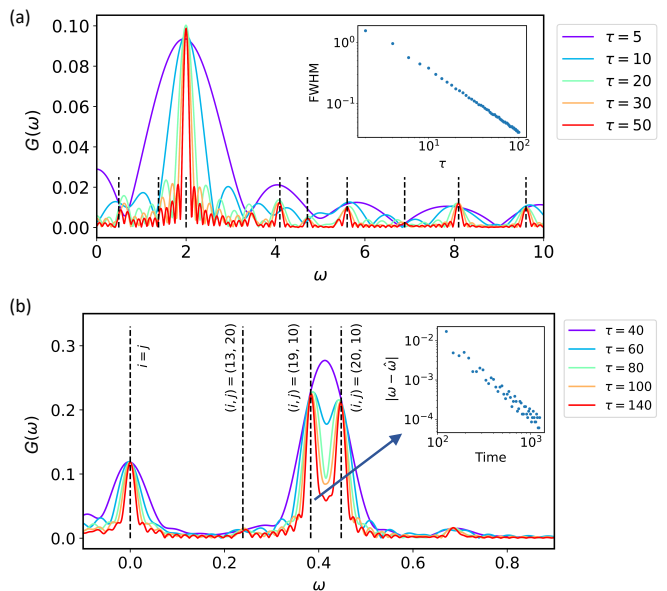 (a)
0.10
0.08
0.06
0.04
0.02
0.00
G(ω)
0
2
4
6
8
10
ω
10⁰
10⁻¹
FWHM
10¹
10²
τ
τ = 5
τ = 10
τ = 20
τ = 30
τ = 50
(b)
0.3
0.2
0.1
0.0
G(ω)
0.0
0.2
0.4
0.6
0.8
ω
i = j
(i, j) = (13, 20)
(i, j) = (19, 10)
(i, j) = (20, 10)
10⁻²
10⁻³
10⁻⁴
|ω − ω̂|
10²
10³
Time
τ = 40
τ = 60
τ = 80
τ = 100
τ = 140